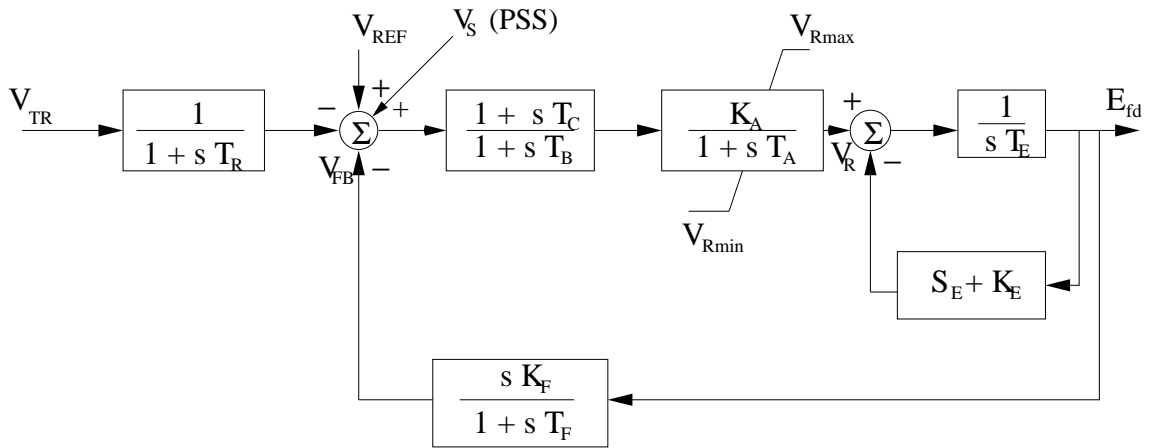 V_S (PSS)
V_REF
V_Rmax
V_TR
1
1 + s T_R
−
+
+
Σ
V_FB
−
1 + s T_C
1 + s T_B
K_A
1 + s T_A
+
Σ
V_R
−
1
s T_E
E_fd
V_Rmin
S_E + K_E
s K_F
1 + s T_F